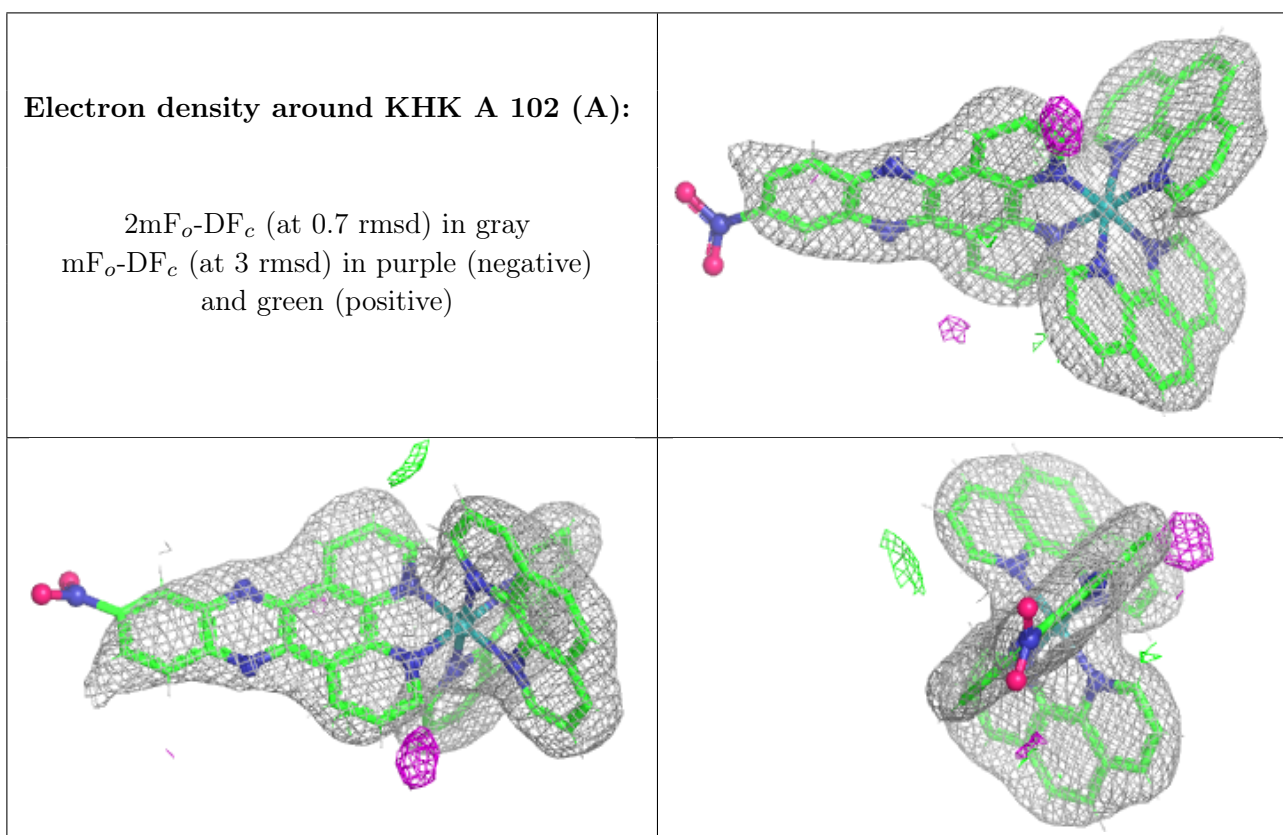 Electron density around KHK A 102 (A):
2mFₒ-DF𝒸 (at 0.7 rmsd) in gray
mFₒ-DF𝒸 (at 3 rmsd) in purple (negative)
and green (positive)